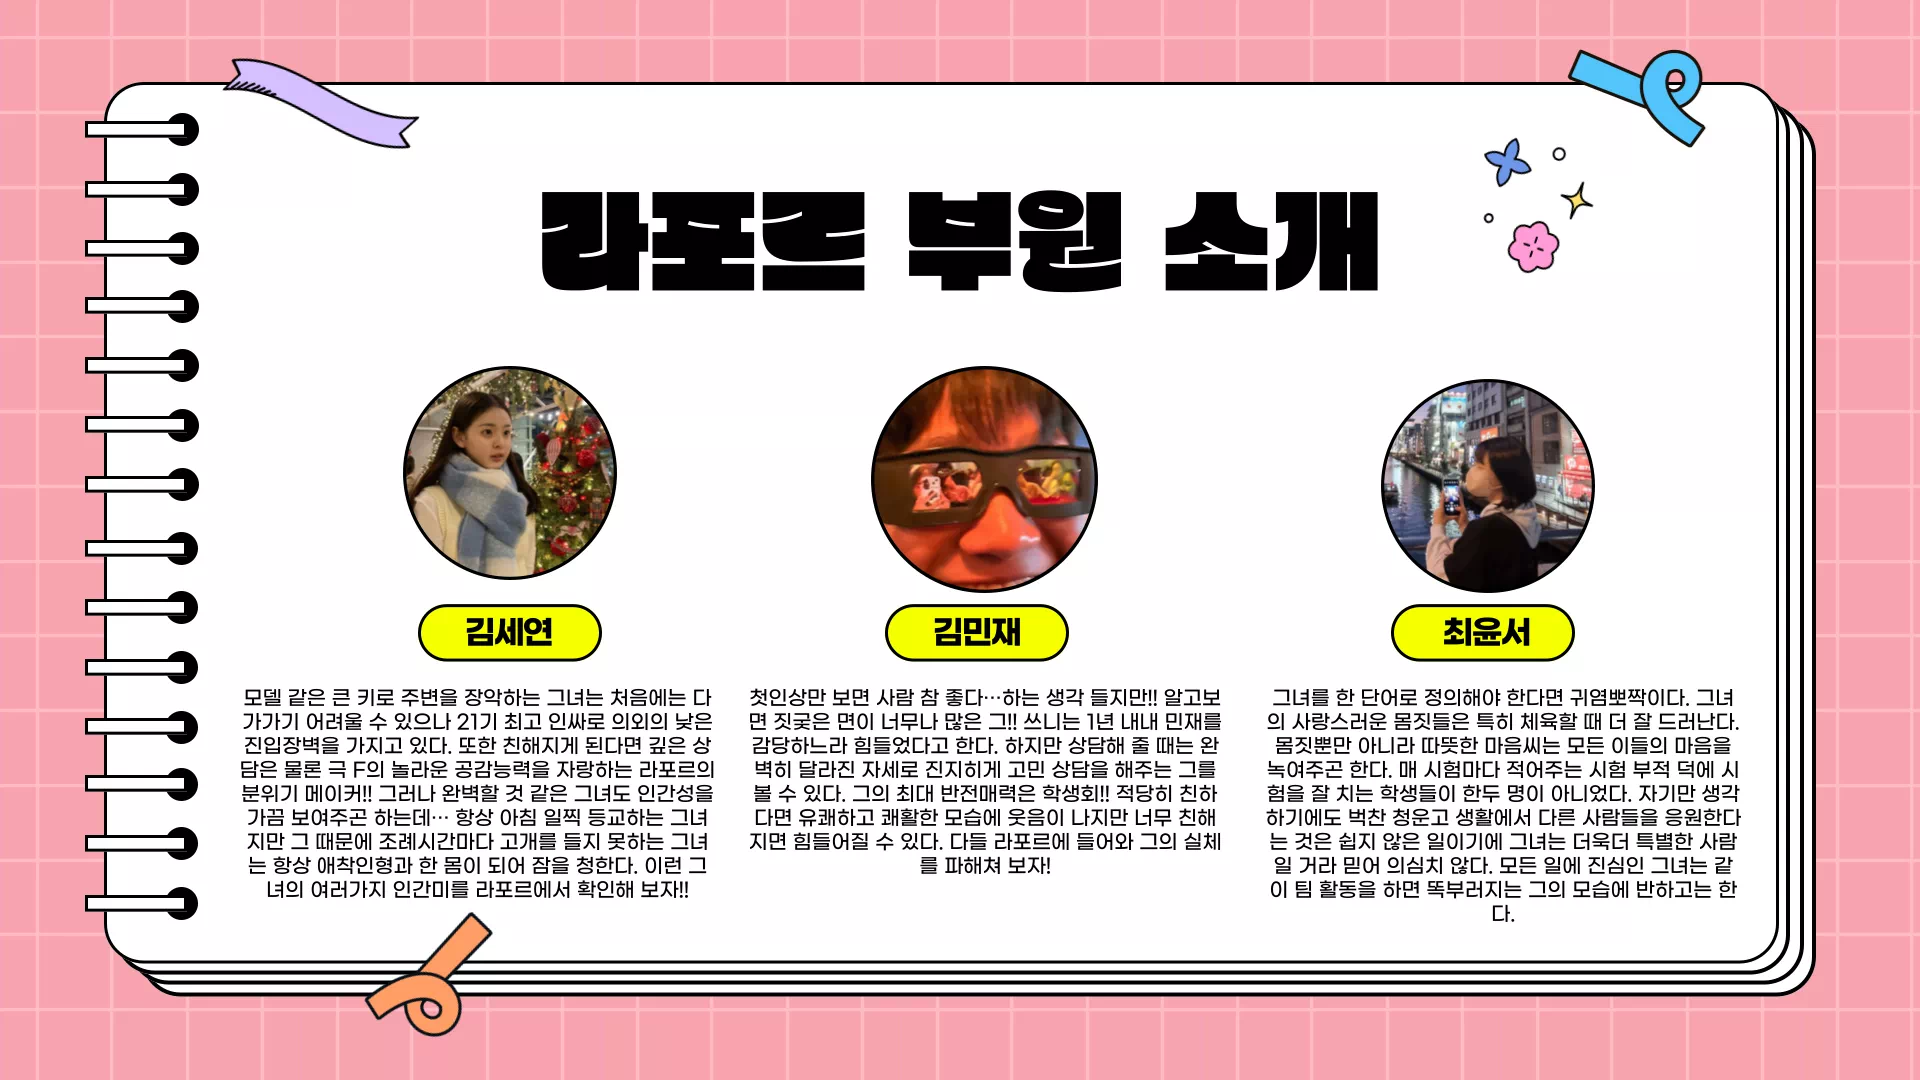 라포르 부원 소개
김세연
모델 같은 큰 키로 주변을 장악하는 그녀는 처음에는 다
가가기 어려울 수 있으나 21기 최고 인싸로 의외의 낮은
진입장벽을 가지고 있다. 또한 친해지게 된다면 깊은 상
담은 물론 극 F의 놀라운 공감능력을 자랑하는 라포르의
분위기 메이커!! 그러나 완벽할 것 같은 그녀도 인간성을
가끔 보여주곤 하는데… 항상 아침 일찍 등교하는 그녀
지만 그 때문에 조례시간마다 고개를 들지 못하는 그녀
는 항상 애착인형과 한 몸이 되어 잠을 청한다. 이런 그
녀의 여러가지 인간미를 라포르에서 확인해 보자!!
김민재
첫인상만 보면 사람 참 좋다…하는 생각 들지만!! 알고보
면 짓궂은 면이 너무나 많은 그!! 쓰니는 1년 내내 민재를
감당하느라 힘들었다고 한다. 하지만 상담해 줄 때는 완
벽히 달라진 자세로 진지히게 고민 상담을 해주는 그를
볼 수 있다. 그의 최대 반전매력은 학생회!! 적당히 친하
다면 유쾌하고 쾌활한 모습에 웃음이 나지만 너무 친해
지면 힘들어질 수 있다. 다들 라포르에 들어와 그의 실체
를 파해쳐 보자!
최윤서
그녀를 한 단어로 정의해야 한다면 귀염뽀짝이다. 그녀
의 사랑스러운 몸짓들은 특히 체육할 때 더 잘 드러난다.
몸짓뿐만 아니라 따뜻한 마음씨는 모든 이들의 마음을
녹여주곤 한다. 매 시험마다 적어주는 시험 부적 덕에 시
험을 잘 치는 학생들이 한두 명이 아니었다. 자기만 생각
하기에도 벅찬 청운고 생활에서 다른 사람들을 응원한다
는 것은 쉽지 않은 일이기에 그녀는 더욱더 특별한 사람
일 거라 믿어 의심치 않다. 모든 일에 진심인 그녀는 같
이 팀 활동을 하면 똑부러지는 그의 모습에 반하고는 한
다.